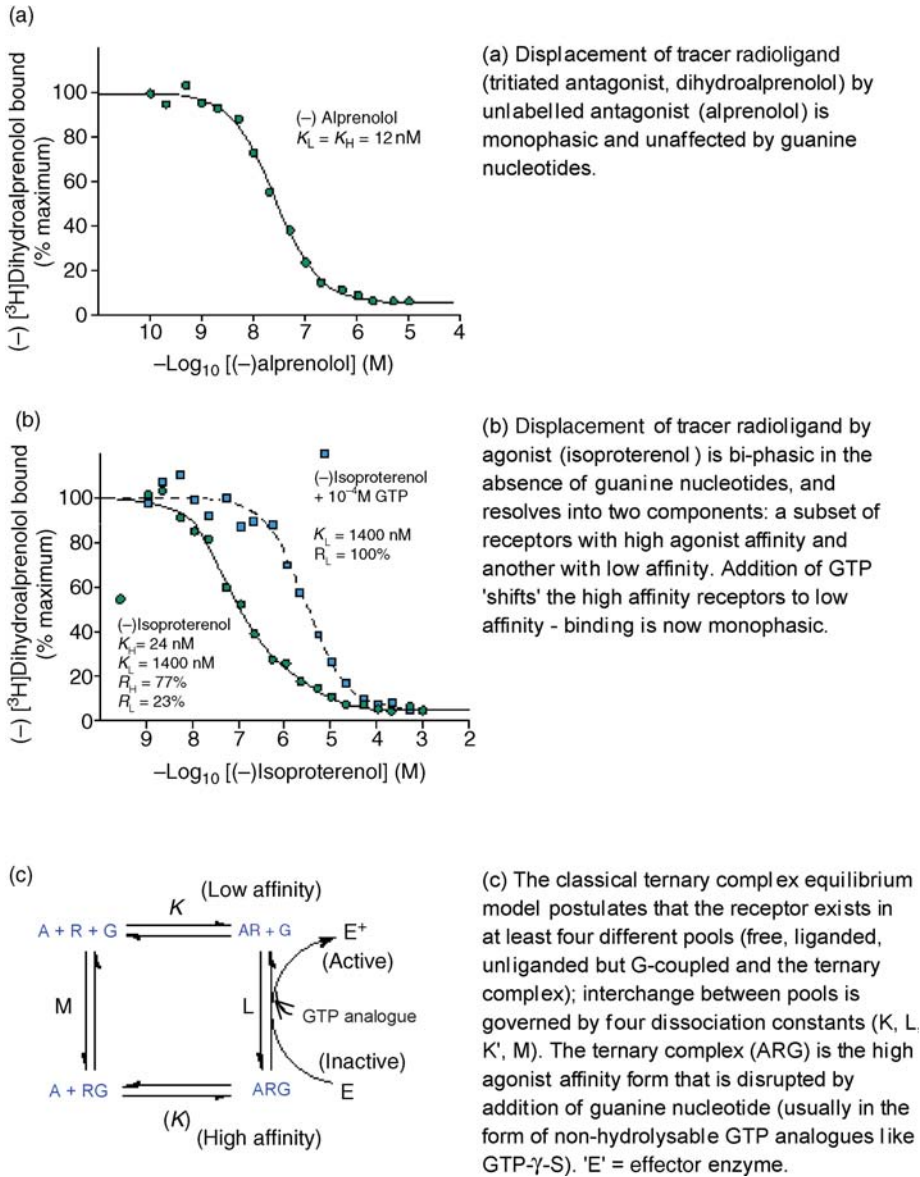 (a)
(−) [³H]Dihydroalprenolol bound
(% maximum)
100
80
60
40
20
0
(−) Alprenolol
K_L = K_H = 12 nM
10 9 8 7 6 5 4
−Log₁₀ [(−)alprenolol] (M)
(a) Displacement of tracer radioligand
(tritiated antagonist, dihydroalprenolol) by
unlabelled antagonist (alprenolol) is
monophasic and unaffected by guanine
nucleotides.
(b)
(−) [³H]Dihydroalprenolol bound
(% maximum)
100
80
60
40
20
0
(−)Isoproterenol
+ 10⁻⁴M GTP
K_L = 1400 nM
R_L = 100%
(−)Isoproterenol
K_H= 24 nM
K_L = 1400 nM
R_H = 77%
R_L = 23%
9 8 7 6 5 4 3 2
−Log₁₀ [(−)Isoproterenol] (M)
(b) Displacement of tracer radioligand by
agonist (isoproterenol) is bi-phasic in the
absence of guanine nucleotides, and
resolves into two components: a subset of
receptors with high agonist affinity and
another with low affinity. Addition of GTP
'shifts' the high affinity receptors to low
affinity - binding is now monophasic.
(c)
(Low affinity)
K
A + R + G
AR + G
E⁺
(Active)
M
L
GTP analogue
(Inactive)
A + RG
ARG
E
(K)
(High affinity)
(c) The classical ternary complex equilibrium
model postulates that the receptor exists in
at least four different pools (free, liganded,
unliganded but G-coupled and the ternary
complex); interchange between pools is
governed by four dissociation constants (K, L,
K', M). The ternary complex (ARG) is the high
agonist affinity form that is disrupted by
addition of guanine nucleotide (usually in the
form of non-hydrolysable GTP analogues like
GTP-γ-S). 'E' = effector enzyme.